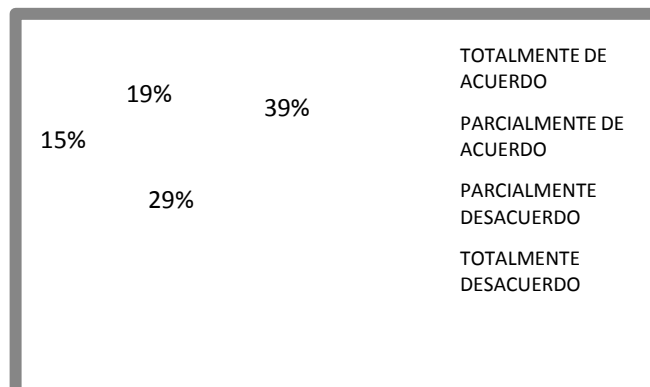 19%
39%
15%
29%
TOTALMENTE DE
ACUERDO
PARCIALMENTE DE
ACUERDO
PARCIALMENTE
DESACUERDO
TOTALMENTE
DESACUERDO